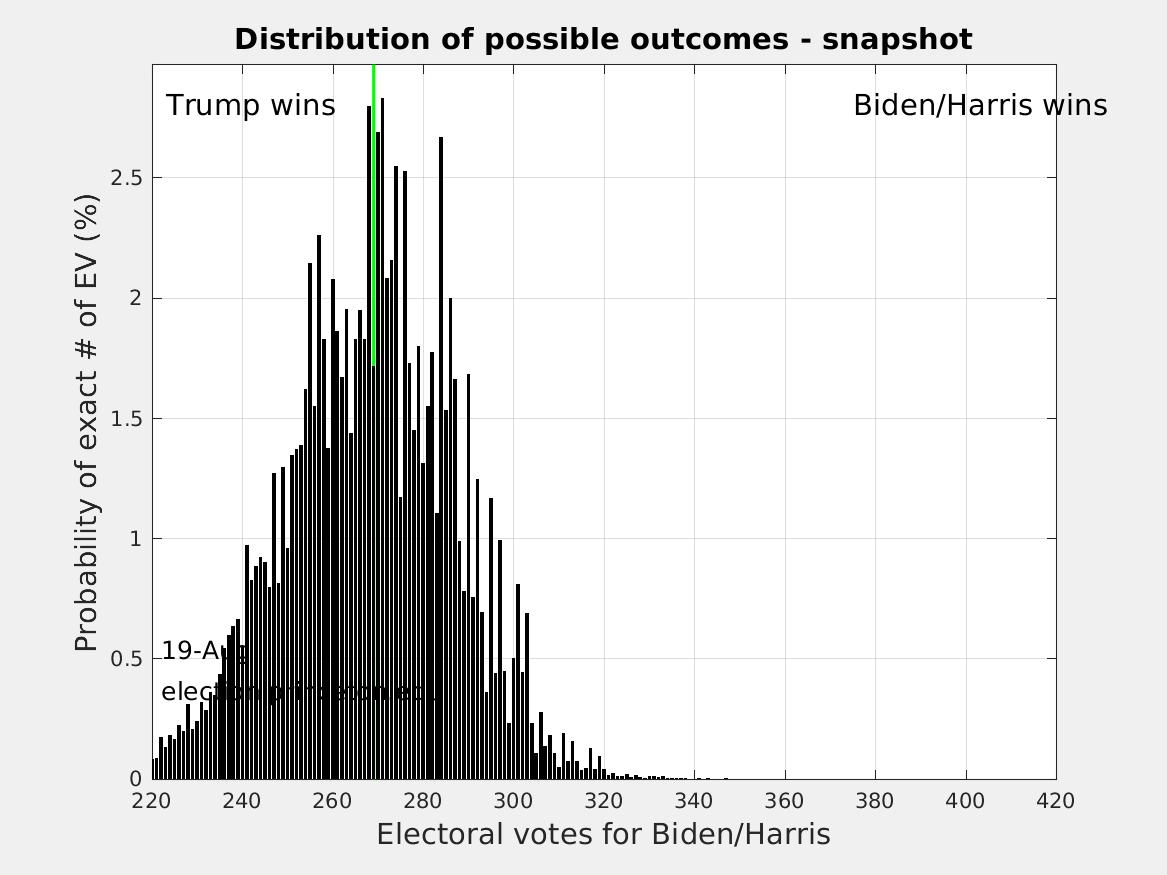 Distribution of possible outcomes - snapshot
Trump wins
Biden/Harris wins
Probability of exact # of EV (%)
2.5
2
1.5
1
0.5
0
19-Aug
220 240 260 280 300 320 340 360 380 400 420
Electoral votes for Biden/Harris